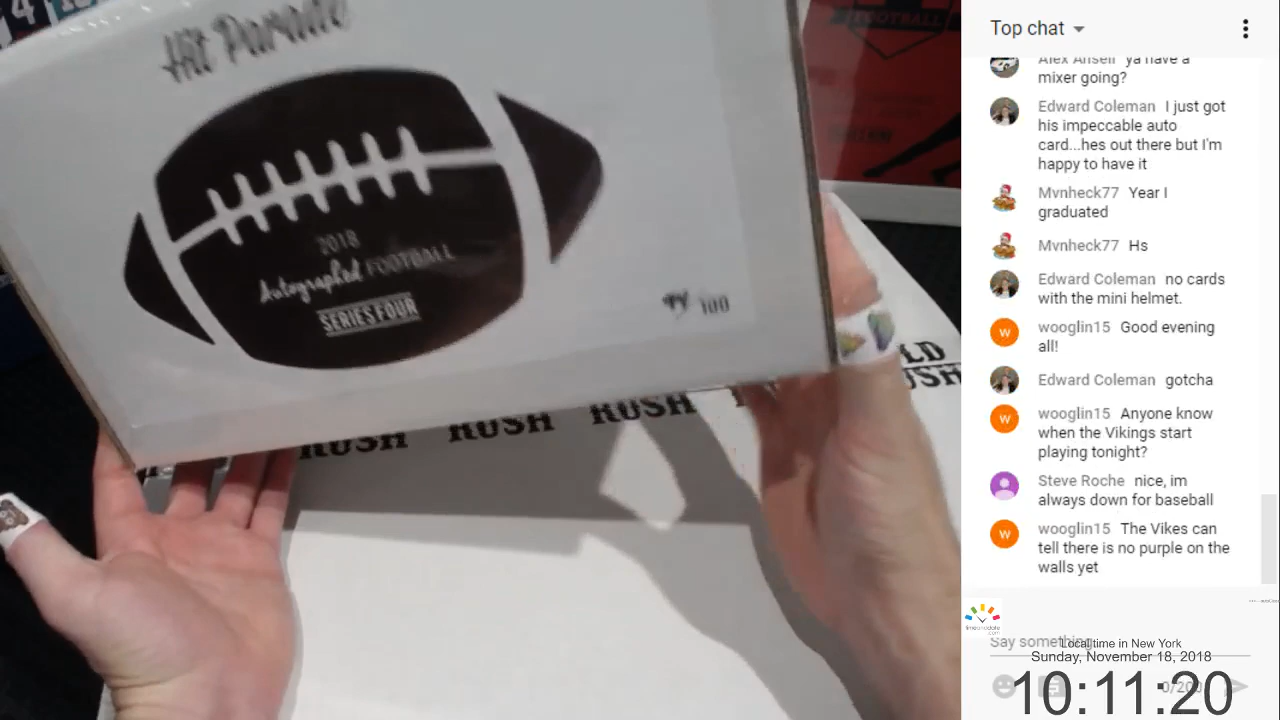 Hit Parade
2018
Autographed FOOTBALL
SERIES FOUR
100
FOOTBALL
RUSH RUSH RUSH
LD
USH
Top chat
Alex Ansell ya have a
mixer going?
Edward Coleman I just got
his impeccable auto
card...hes out there but I'm
happy to have it
Mvnheck77 Year I
graduated
Mvnheck77 Hs
Edward Coleman no cards
with the mini helmet.
wooglin15 Good evening
all!
Edward Coleman gotcha
wooglin15 Anyone know
when the Vikings start
playing tonight?
Steve Roche nice, im
always down for baseball
wooglin15 The Vikes can
tell there is no purple on the
walls yet
Say something...
Local time in New York
Sunday, November 18, 2018
10:11:20